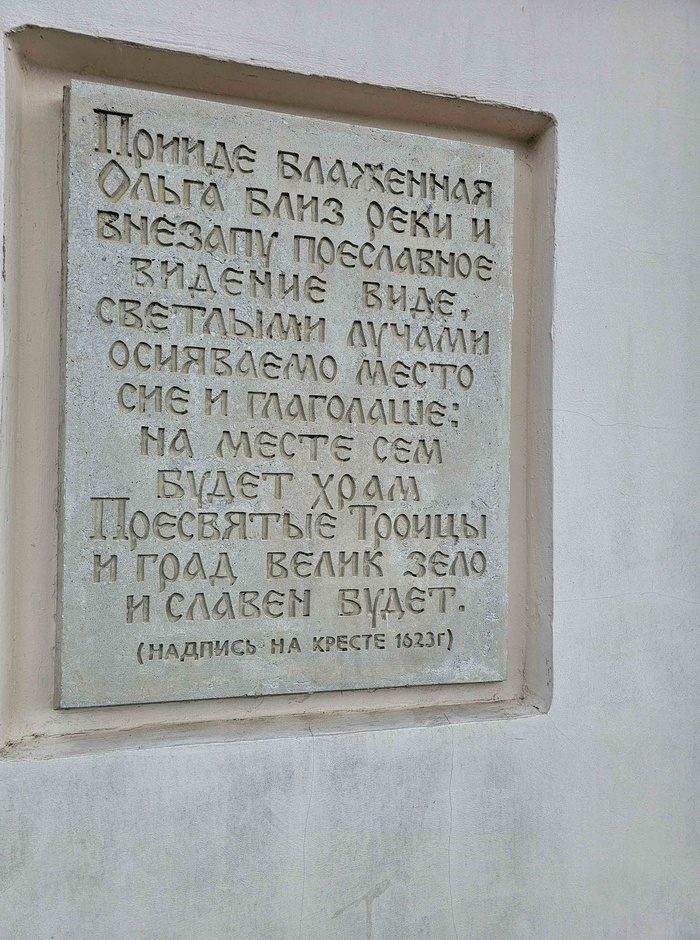 Прииде блаженная
Ольга близ реки и
внезапу преславное
видение виде,
светлыми лучами
осияваемо место
сие и глаголаше:
на месте сем
будет храм
Пресвятые Троицы
и град велик зело
и славен будет.
(надпись на кресте 1623г)